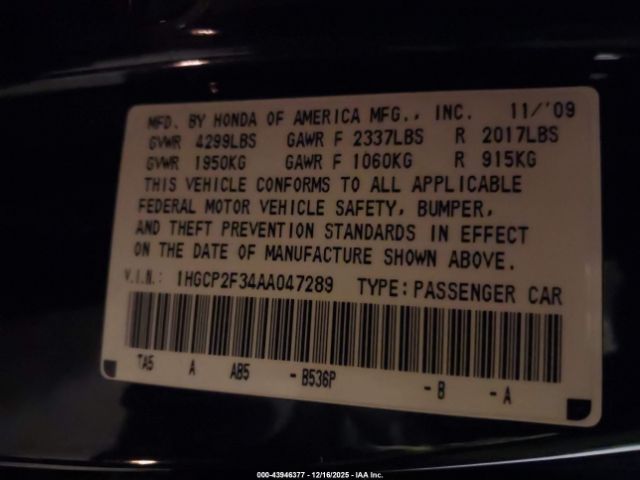 MFD. BY HONDA OF AMERICA MFG., INC. 11/'09
GVWR 4299LBS GAWR F 2337LBS R 2017LBS
GVWR 1950KG GAWR F 1060KG R 915KG
THIS VEHICLE CONFORMS TO ALL APPLICABLE
FEDERAL MOTOR VEHICLE SAFETY, BUMPER,
AND THEFT PREVENTION STANDARDS IN EFFECT
ON THE DATE OF MANUFACTURE SHOWN ABOVE.
V.I.N.: 1HGCP2F34AA047289 TYPE:PASSENGER CAR
TA5 A AB5 - B536P - B - A
000-43946377 - 12/16/2025 - IAA Inc.